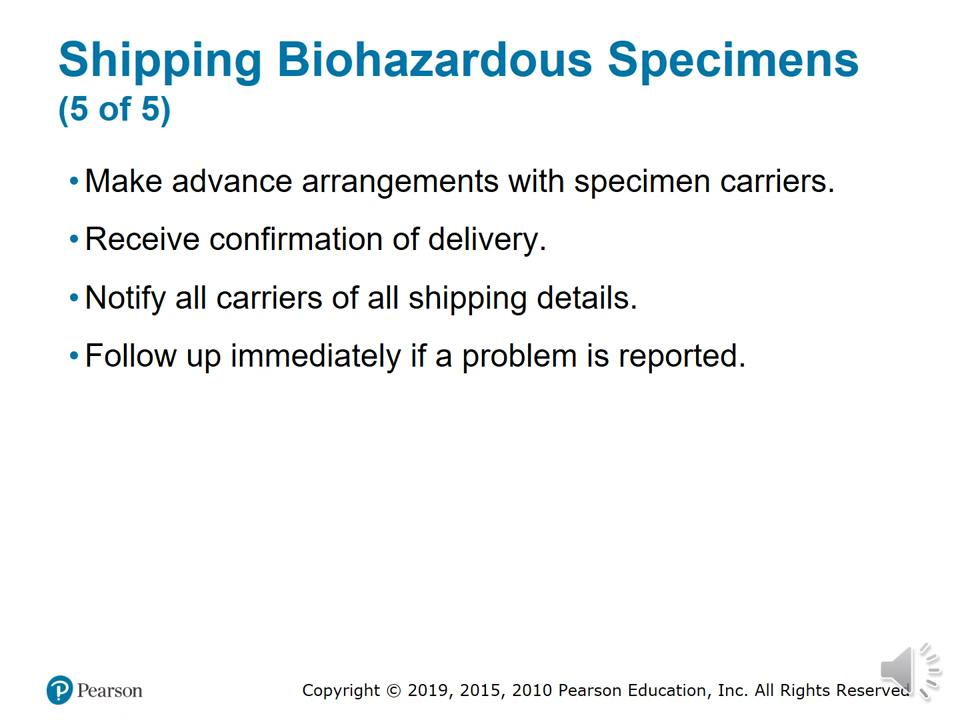 Shipping Biohazardous Specimens
(5 of 5)
• Make advance arrangements with specimen carriers.
• Receive confirmation of delivery.
• Notify all carriers of all shipping details.
• Follow up immediately if a problem is reported.
Pearson
Copyright © 2019, 2015, 2010 Pearson Education, Inc. All Rights Reserved